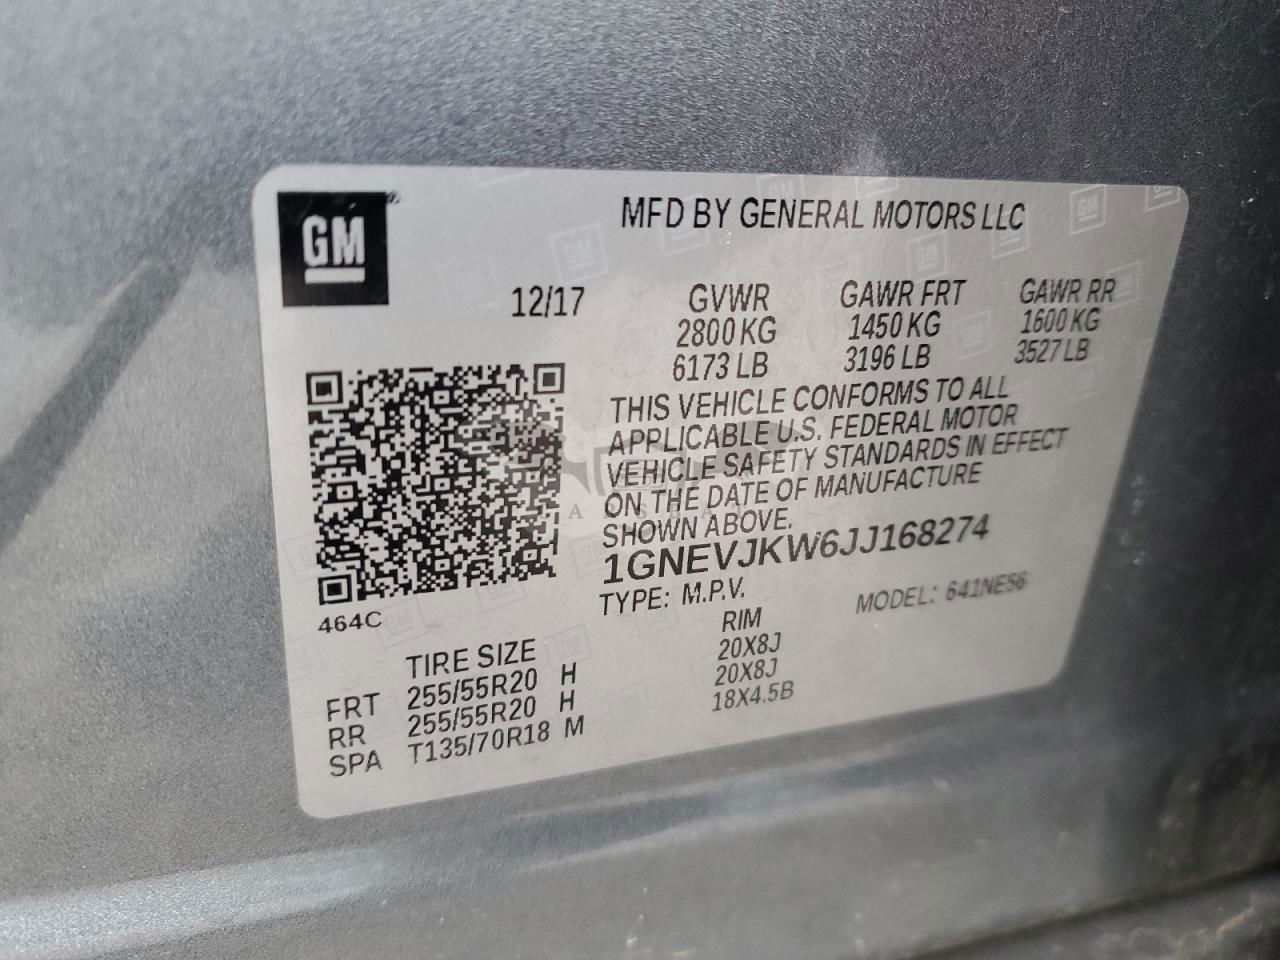 GM
MFD BY GENERAL MOTORS LLC
12/17 GVWR GAWR FRT GAWR RR
2800 KG 1450 KG 1600 KG
6173 LB 3196 LB 3527 LB
THIS VEHICLE CONFORMS TO ALL
APPLICABLE U.S. FEDERAL MOTOR
VEHICLE SAFETY STANDARDS IN EFFECT
ON THE DATE OF MANUFACTURE
SHOWN ABOVE.
1GNEVJKW6JJ168274
TYPE: M.P.V. MODEL: 641NE56
464C
TIRE SIZE RIM
FRT 255/55R20 H 20X8J
RR 255/55R20 H 20X8J
SPA T135/70R18 M 18X4.5B